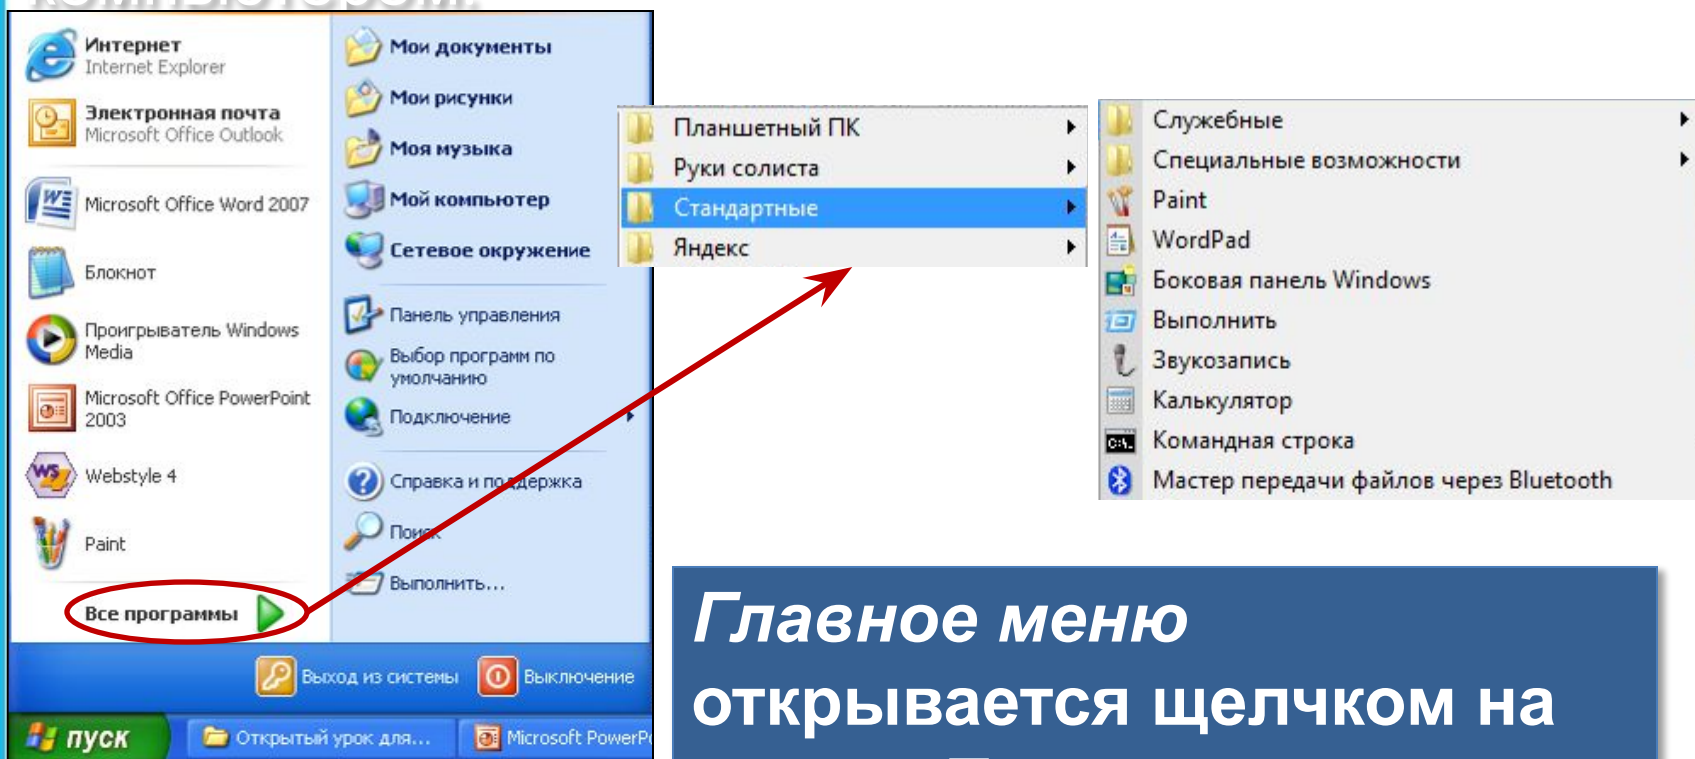 Интернет
Internet Explorer
Электронная почта
Microsoft Office Outlook
Microsoft Office Word 2007
Блокнот
Проигрыватель Windows
Media
Microsoft Office PowerPoint
2003
Webstyle 4
Paint
Все программы
Мои документы
Мои рисунки
Моя музыка
Мой компьютер
Сетевое окружение
Панель управления
Выбор программ по
умолчанию
Подключение
Справка и поддержка
Поиск
Выполнить...
Выход из системы
Выключение
пуск
Открытый урок для...
Microsoft PowerP
Планшетный ПК
Руки солиста
Стандартные
Яндекс
Служебные
Специальные возможности
Paint
WordPad
Боковая панель Windows
Выполнить
Звукозапись
Калькулятор
Командная строка
Мастер передачи файлов через Bluetooth
Главное меню
открывается щелчком на